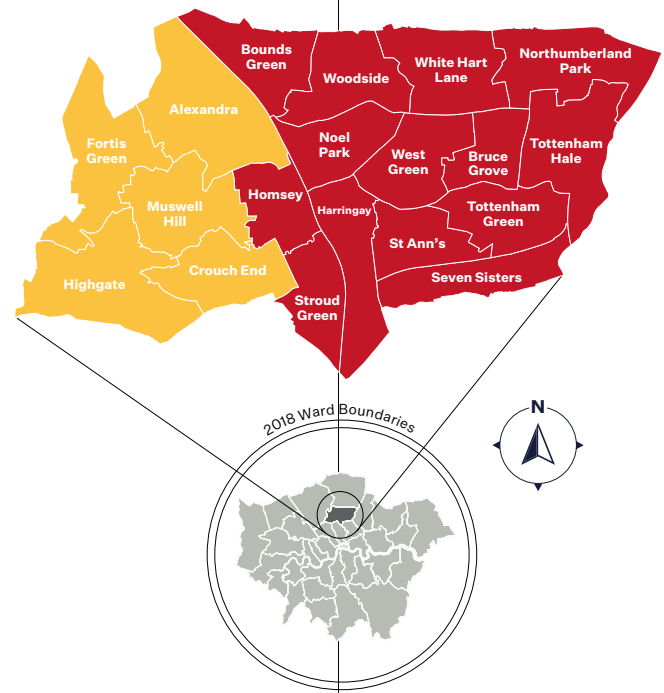 Bounds
Green
Woodside
White Hart
Lane
Northumberland
Park
Alexandra
Fortis
Green
Noel
Park
West
Green
Bruce
Grove
Tottenham
Hale
Muswell
Hill
Homsey
Harringay
Tottenham
Green
St Ann’s
Highgate
Crouch End
Seven Sisters
Stroud
Green
2018 Ward Boundaries
N